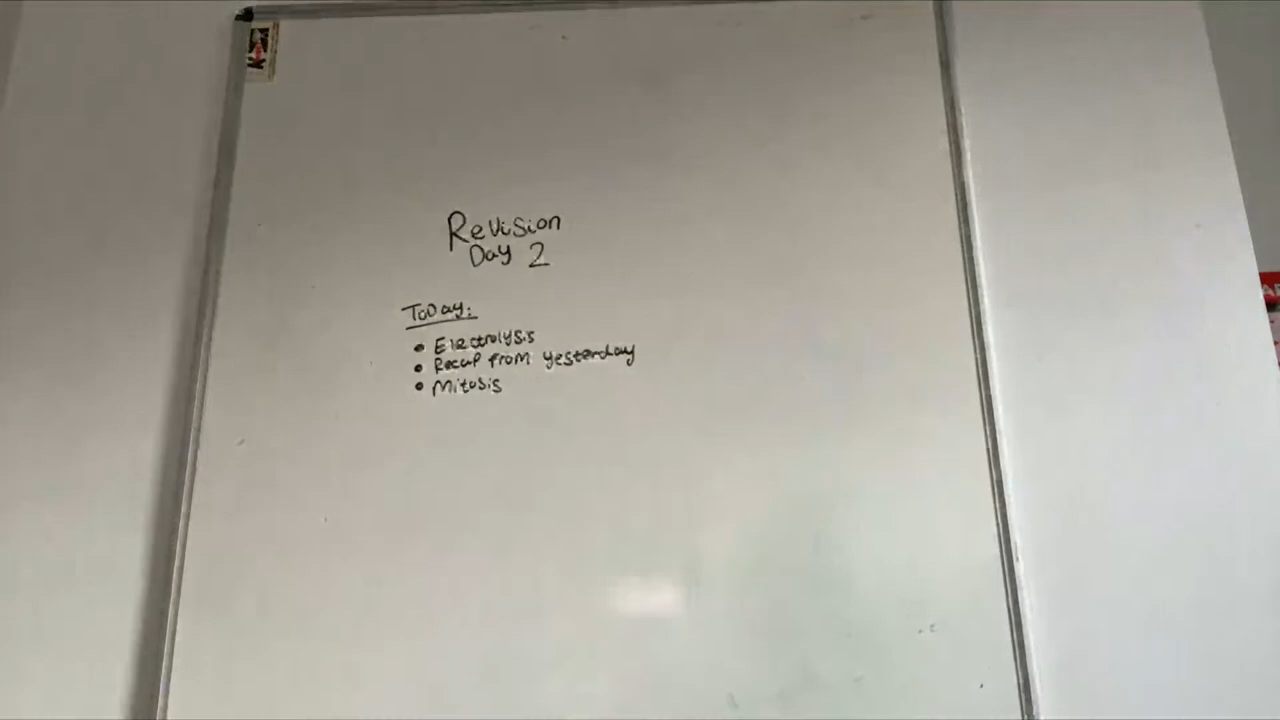 Revision
Day 2
Today:
• Electrolysis
• Recap from yesterday
• Mitosis